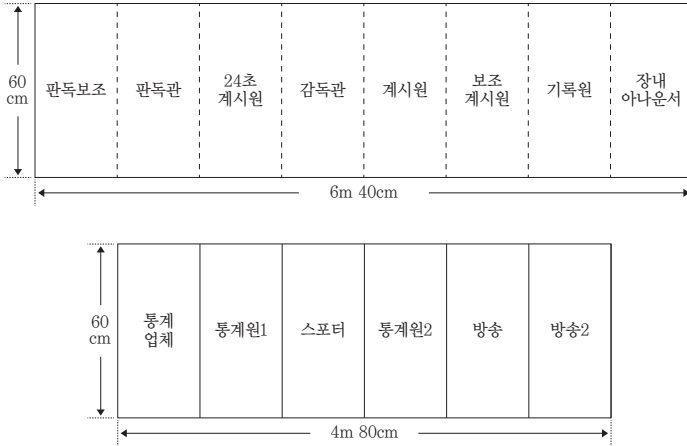 60
cm
판독보조
판독관
24초
계시원
감독관
계시원
보조
계시원
기록원
장내
아나운서
6m 40cm
60
cm
통계
업체
통계원1
스포터
통계원2
방송
방송2
4m 80cm